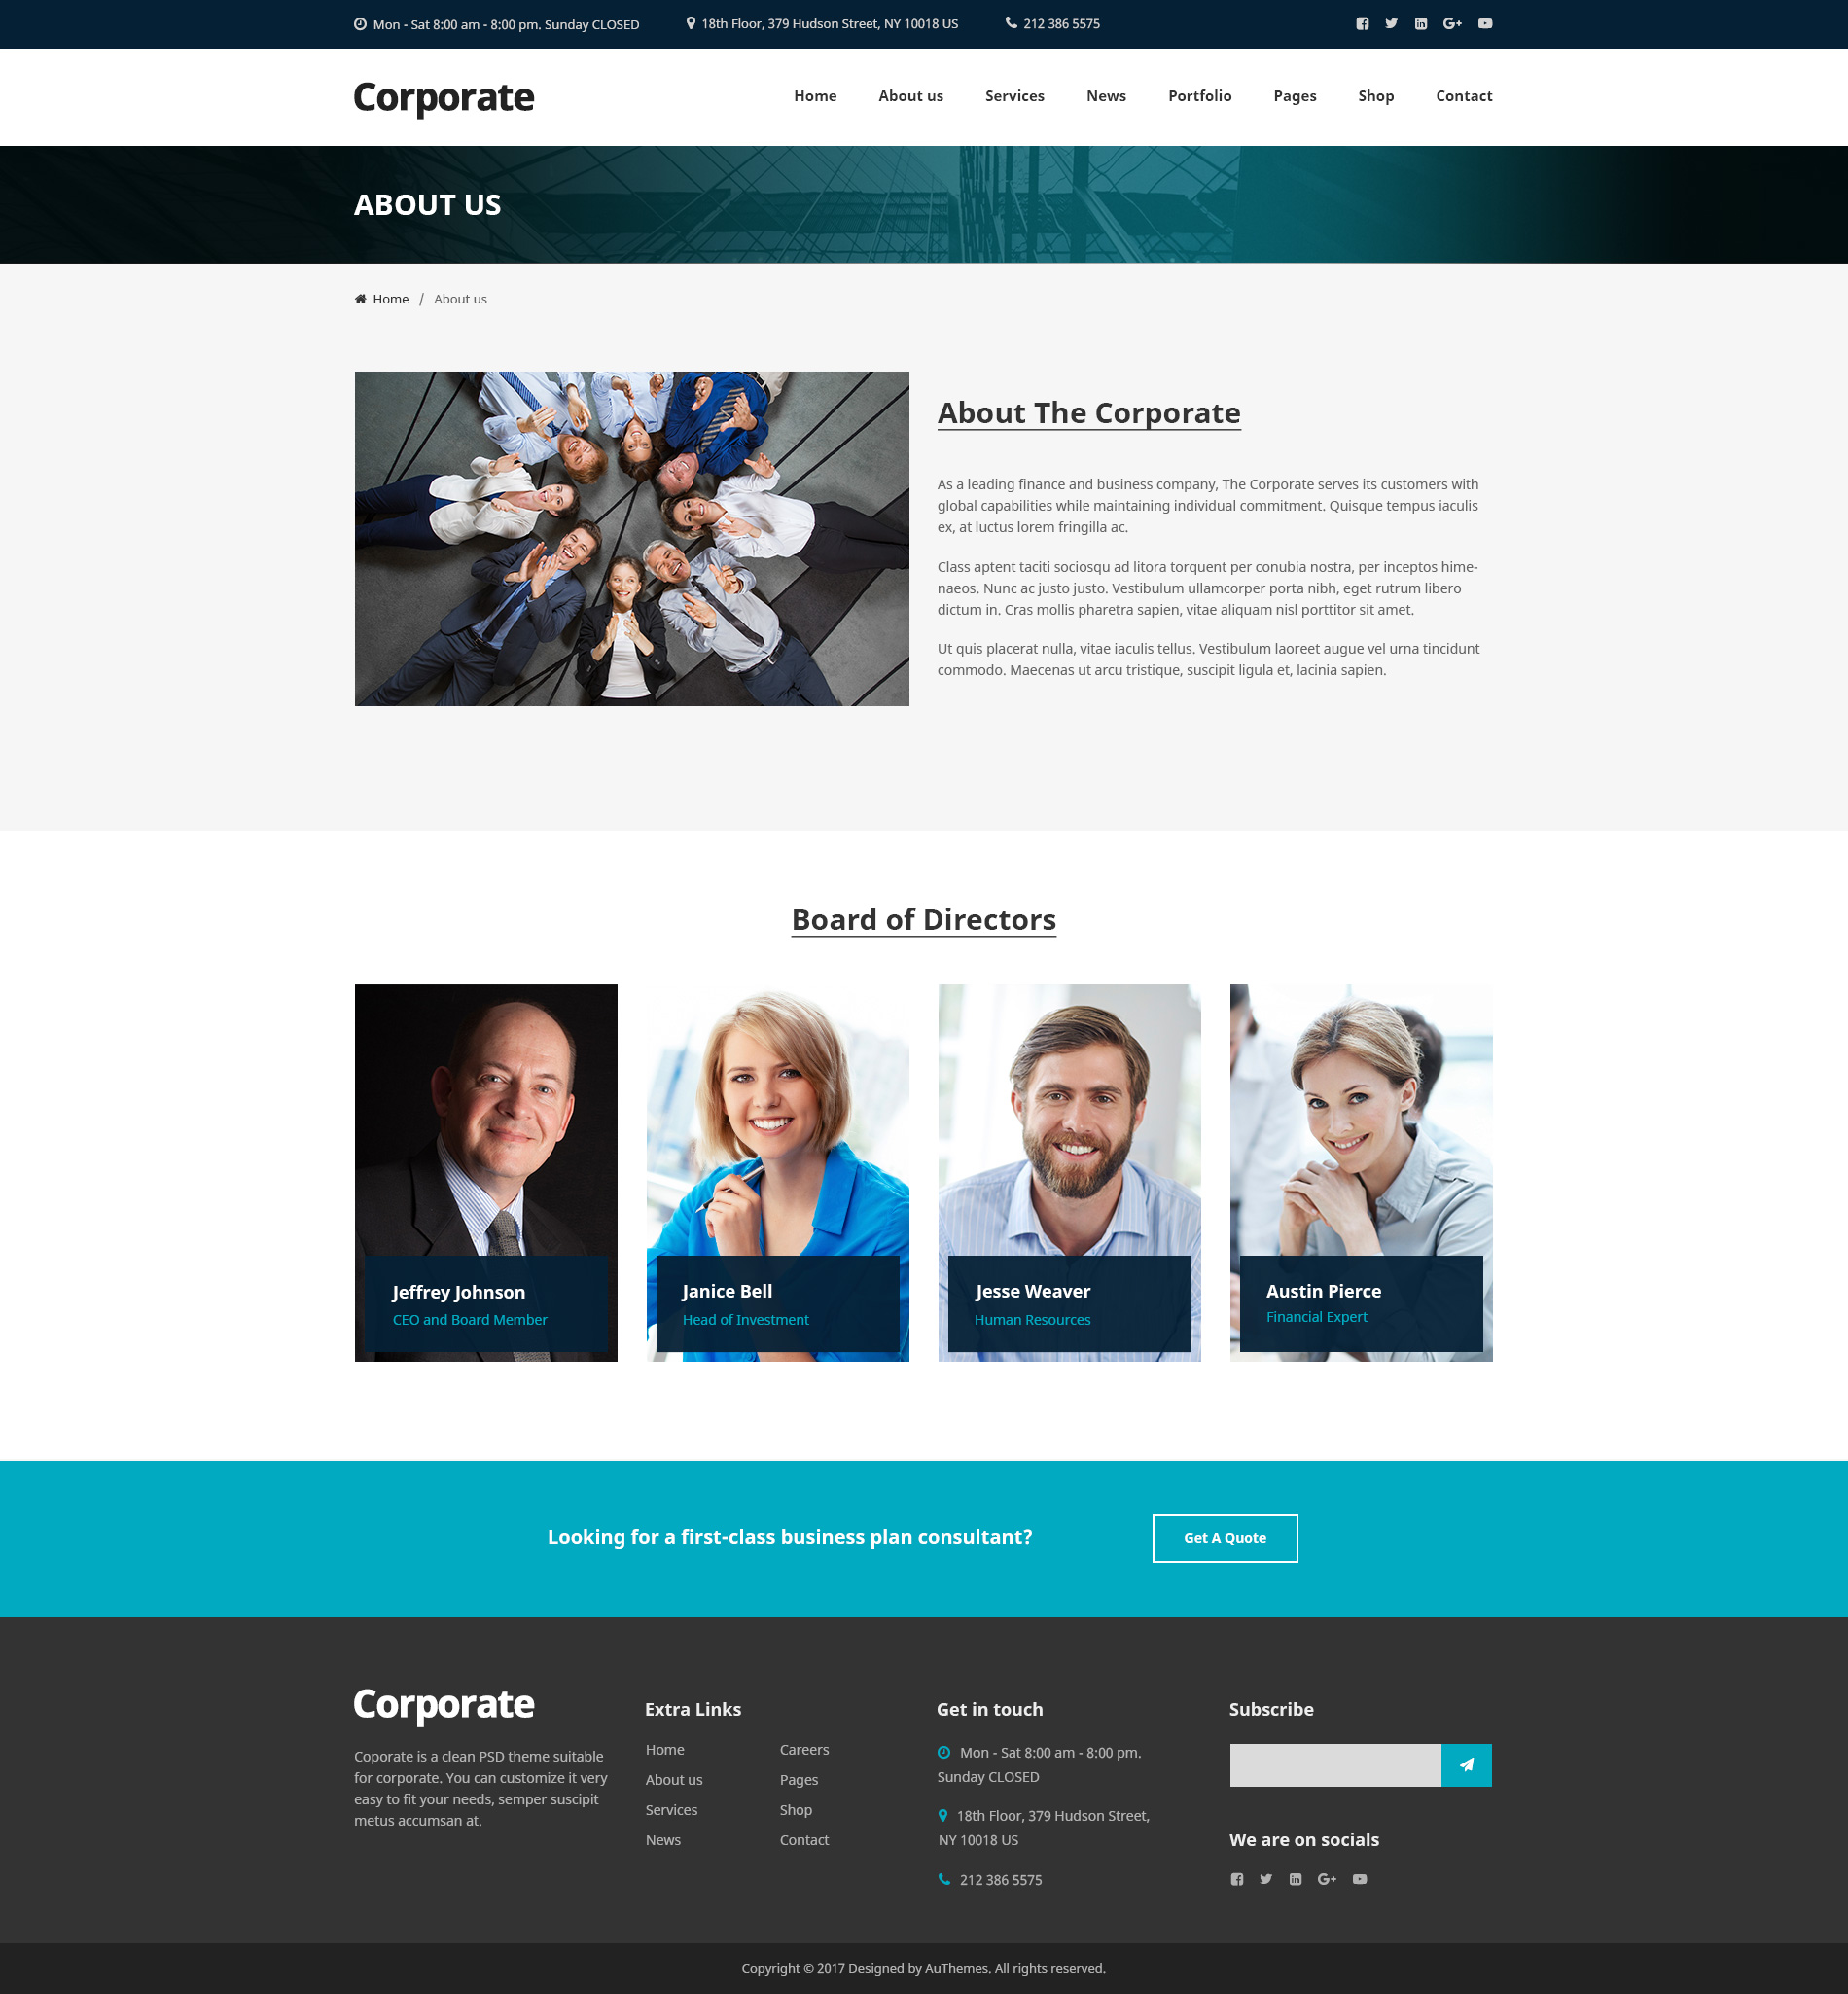 Mon - Sat 8:00 am - 8:00 pm. Sunday CLOSED
18th Floor, 379 Hudson Street, NY 10018 US
212 386 5575
Corporate
Home
About us
Services
News
Portfolio
Pages
Shop
Contact
ABOUT US
Home / About us
About The Corporate
As a leading finance and business company, The Corporate serves its customers with
global capabilities while maintaining individual commitment. Quisque tempus iaculis
ex, at luctus lorem fringilla ac.
Class aptent taciti sociosqu ad litora torquent per conubia nostra, per inceptos hime-
naeos. Nunc ac justo justo. Vestibulum ullamcorper porta nibh, eget rutrum libero
dictum in. Cras mollis pharetra sapien, vitae aliquam nisl porttitor sit amet.
Ut quis placerat nulla, vitae iaculis tellus. Vestibulum laoreet augue vel urna tincidunt
commodo. Maecenas ut arcu tristique, suscipit ligula et, lacinia sapien.
Board of Directors
Jeffrey Johnson
CEO and Board Member
Janice Bell
Head of Investment
Jesse Weaver
Human Resources
Austin Pierce
Financial Expert
Looking for a first-class business plan consultant?
Get A Quote
Corporate
Coporate is a clean PSD theme suitable
for corporate. You can customize it very
easy to fit your needs, semper suscipit
metus accumsan at.
Extra Links
Home
About us
Services
News
Careers
Pages
Shop
Contact
Get in touch
Mon - Sat 8:00 am - 8:00 pm.
Sunday CLOSED
18th Floor, 379 Hudson Street,
NY 10018 US
212 386 5575
Subscribe
We are on socials
Copyright © 2017 Designed by AuThemes. All rights reserved.